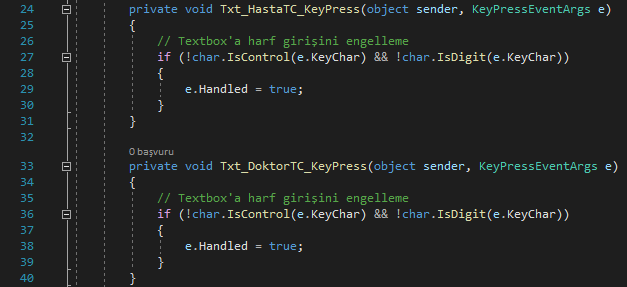 24 private void Txt_HastaTC_KeyPress(object sender, KeyPressEventArgs e)
25 {
26 // Textbox'a harf girişini engelleme
27 if (!char.IsControl(e.KeyChar) && !char.IsDigit(e.KeyChar))
28 {
29 e.Handled = true;
30 }
31 }
32
0 başvuru
33 private void Txt_DoktorTC_KeyPress(object sender, KeyPressEventArgs e)
34 {
35 // Textbox'a harf girişini engelleme
36 if (!char.IsControl(e.KeyChar) && !char.IsDigit(e.KeyChar))
37 {
38 e.Handled = true;
39 }
40 }